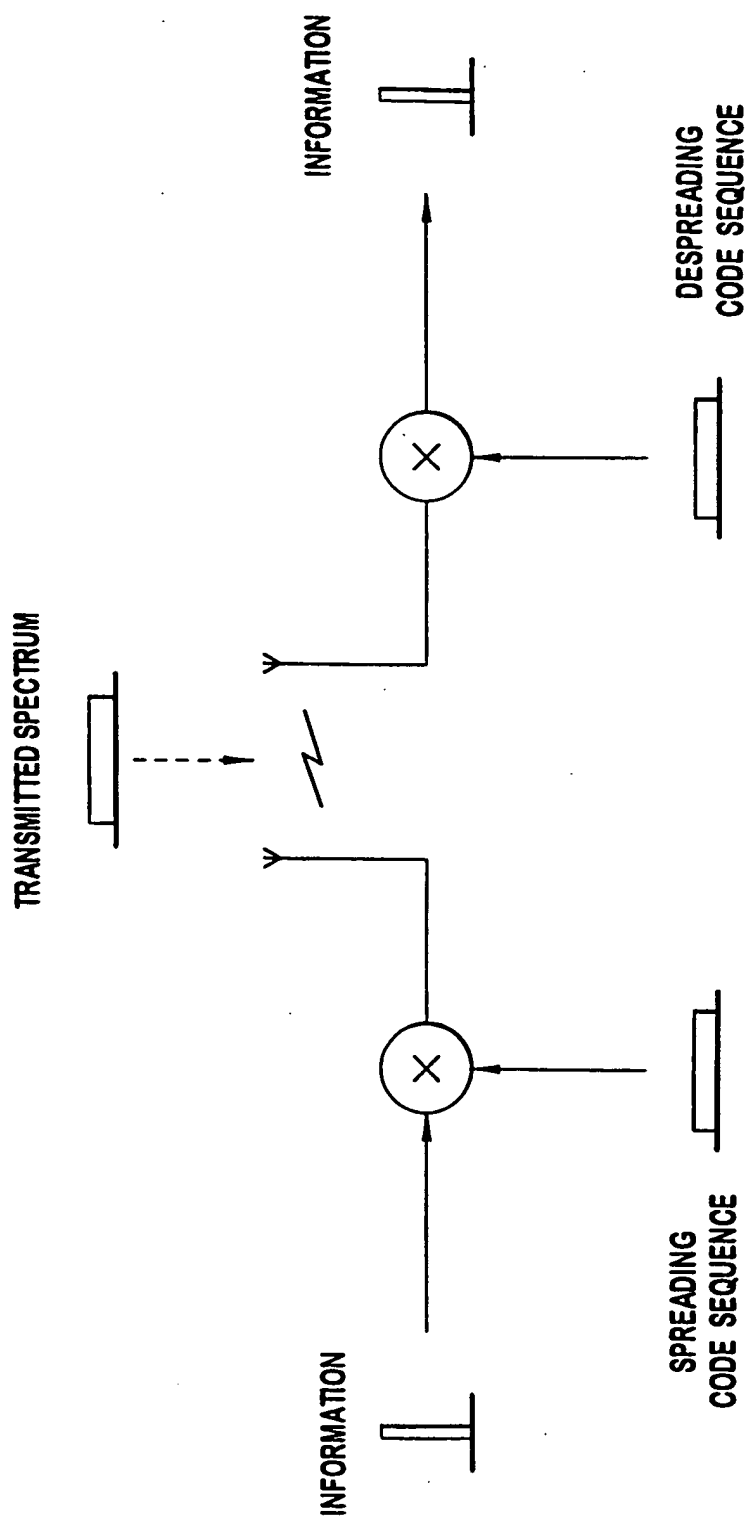 TRANSMITTED SPECTRUM
INFORMATION
INFORMATION
SPREADING
CODE SEQUENCE
DESPREADING
CODE SEQUENCE